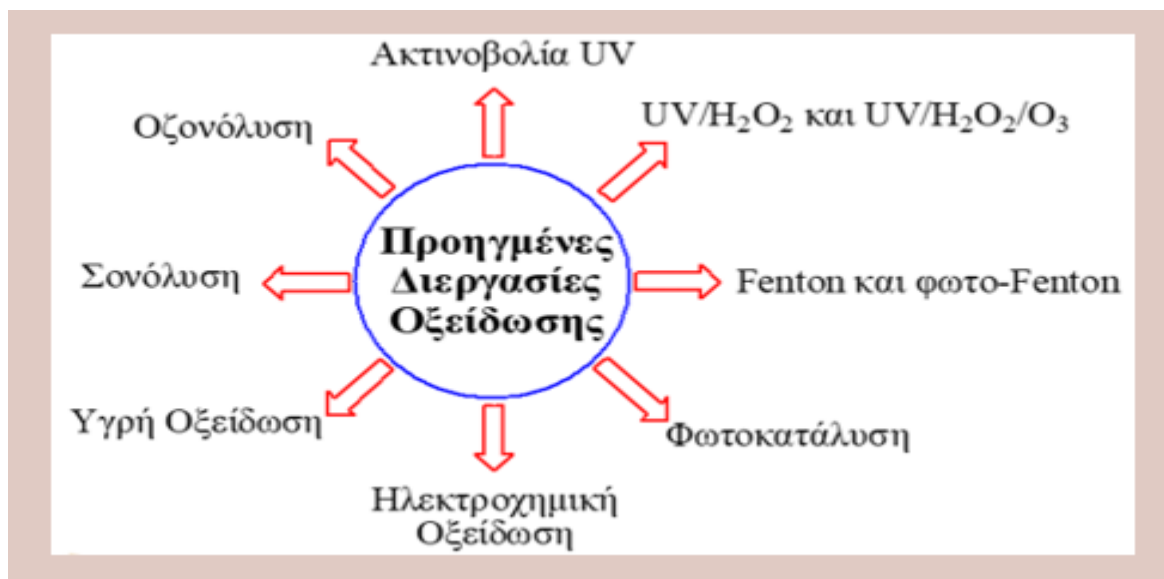 Ακτινοβολία UV
Οζονόλυση
UV/H₂O₂ και UV/H₂O₂/O₃
Προηγμένες
Διεργασίες
Οξείδωσης
Σονόλυση
Fenton και φωτο-Fenton
Υγρή Οξείδωση
Φωτοκατάλυση
Ηλεκτροχημική
Οξείδωση